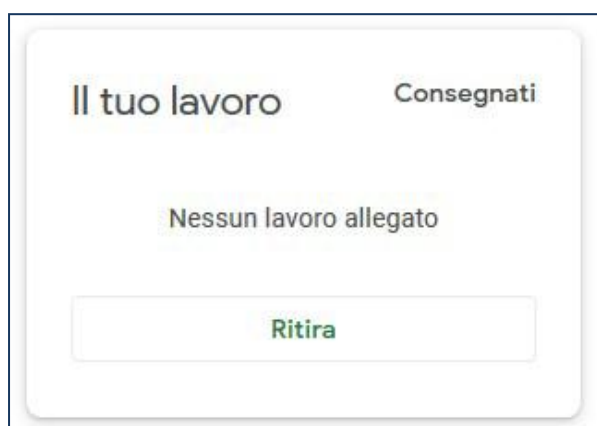 Il tuo lavoro
Consegnati
Nessun lavoro allegato
Ritira